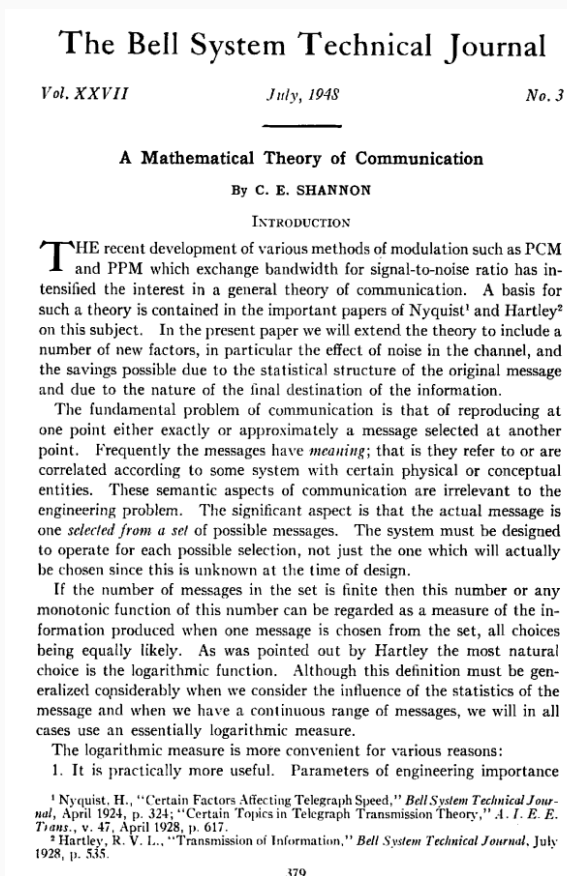 The Bell System Technical Journal
Vol. XXVII July, 1948 No. 3
A Mathematical Theory of Communication
By C. E. SHANNON
INTRODUCTION
THE recent development of various methods of modulation such as PCM
and PPM which exchange bandwidth for signal-to-noise ratio has in-
tensified the interest in a general theory of communication. A basis for
such a theory is contained in the important papers of Nyquist¹ and Hartley²
on this subject. In the present paper we will extend the theory to include a
number of new factors, in particular the effect of noise in the channel, and
the savings possible due to the statistical structure of the original message
and due to the nature of the final destination of the information.
The fundamental problem of communication is that of reproducing at
one point either exactly or approximately a message selected at another
point. Frequently the messages have meaning; that is they refer to or are
correlated according to some system with certain physical or conceptual
entities. These semantic aspects of communication are irrelevant to the
engineering problem. The significant aspect is that the actual message is
one selected from a set of possible messages. The system must be designed
to operate for each possible selection, not just the one which will actually
be chosen since this is unknown at the time of design.
If the number of messages in the set is finite then this number or any
monotonic function of this number can be regarded as a measure of the in-
formation produced when one message is chosen from the set, all choices
being equally likely. As was pointed out by Hartley the most natural
choice is the logarithmic function. Although this definition must be gen-
eralized considerably when we consider the influence of the statistics of the
message and when we have a continuous range of messages, we will in all
cases use an essentially logarithmic measure.
The logarithmic measure is more convenient for various reasons:
1. It is practically more useful. Parameters of engineering importance
¹ Nyquist, H., "Certain Factors Affecting Telegraph Speed," Bell System Technical Jour-
nal, April 1924, p. 324; "Certain Topics in Telegraph Transmission Theory," A. I. E. E.
Trans., v. 47, April 1928, p. 617.
² Hartley, R. V. L., "Transmission of Information," Bell System Technical Journal, July
1928, p. 535.
379